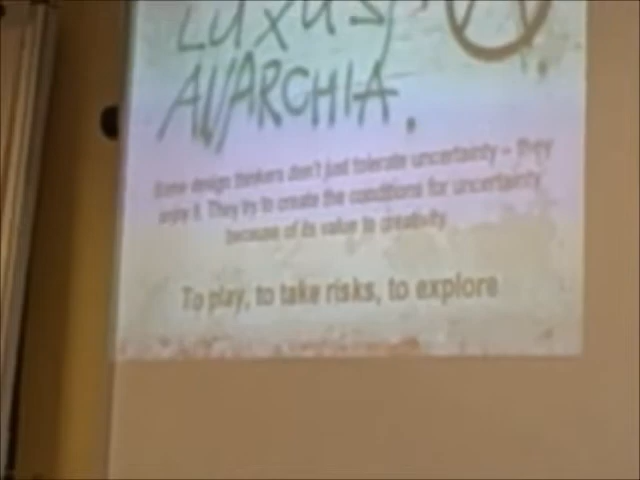 LUXUS,
ANARCHIA.
Some design thinkers don't just tolerate uncertainty – they
enjoy it. They try to create the conditions for uncertainty
because of its value to creativity.
To play, to take risks, to explore